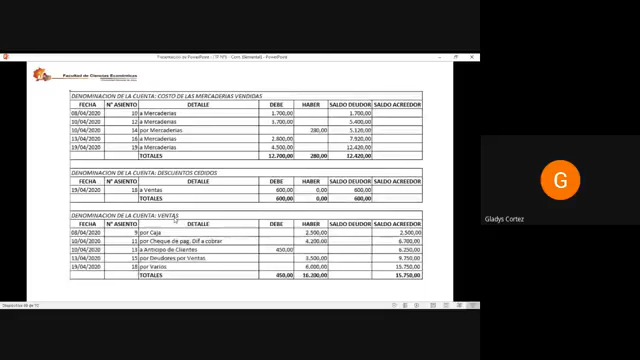 Presentación de PowerPoint - (TP Nº5 - Cont. Elemental) - PowerPoint
Facultad de Ciencias Económicas
DENOMINACION DE LA CUENTA: COSTO DE LAS MERCADERIAS VENDIDAS
FECHA N° ASIENTO DETALLE DEBE HABER SALDO DEUDOR SALDO ACREEDOR
08/04/2020 10 a Mercaderias 1.700,00 1.700,00
10/04/2020 12 a Mercaderias 3.700,00 5.400,00
10/04/2020 14 por Mercaderias 280,00 5.120,00
13/04/2020 16 a Mercaderias 2.800,00 7.920,00
19/04/2020 19 a Mercaderias 4.500,00 12.420,00
TOTALES 12.700,00 280,00 12.420,00
DENOMINACION DE LA CUENTA: DESCUENTOS CEDIDOS
FECHA N° ASIENTO DETALLE DEBE HABER SALDO DEUDOR SALDO ACREEDOR
19/04/2020 18 a Ventas 600,00 0,00 600,00
TOTALES 600,00 0,00 600,00
DENOMINACION DE LA CUENTA: VENTAS
FECHA N° ASIENTO DETALLE DEBE HABER SALDO DEUDOR SALDO ACREEDOR
08/04/2020 9 por Caja 2.500,00 2.500,00
10/04/2020 11 por Cheque de pag. Dif a cobrar 4.200,00 6.700,00
10/04/2020 13 a Anticipo de Clientes 450,00 6.250,00
13/04/2020 15 por Deudores por Ventas 3.500,00 9.750,00
19/04/2020 18 por Varios 6.000,00 15.750,00
TOTALES 450,00 16.200,00 15.750,00
G
Gladys Cortez